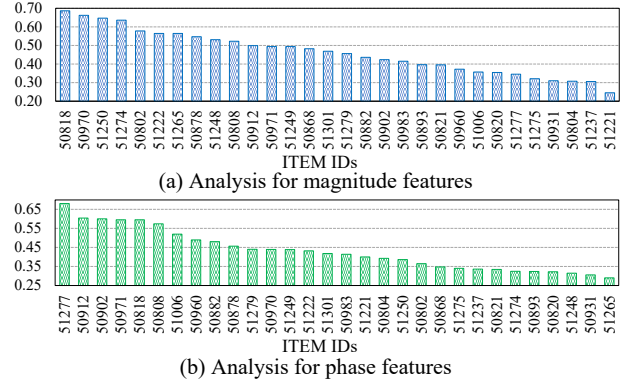 0.70
0.60
0.50
0.40
0.30
0.20
50818 50970 51250 51274 50802 51222 51265 50878 51248 50808 50912 50971 51249 50868 51301 51279 50882 50902 50983 50893 50821 50960 51006 50820 51277 51275 50931 50804 51237 51221
ITEM IDs
(a) Analysis for magnitude features
0.65
0.55
0.45
0.35
0.25
51277 50912 50902 50971 50818 50808 51006 50960 50882 50878 51279 50970 51249 51222 51301 50983 51221 50804 51250 50802 50868 51275 51237 50821 51274 50893 50820 51248 50931 51265
ITEM IDs
(b) Analysis for phase features